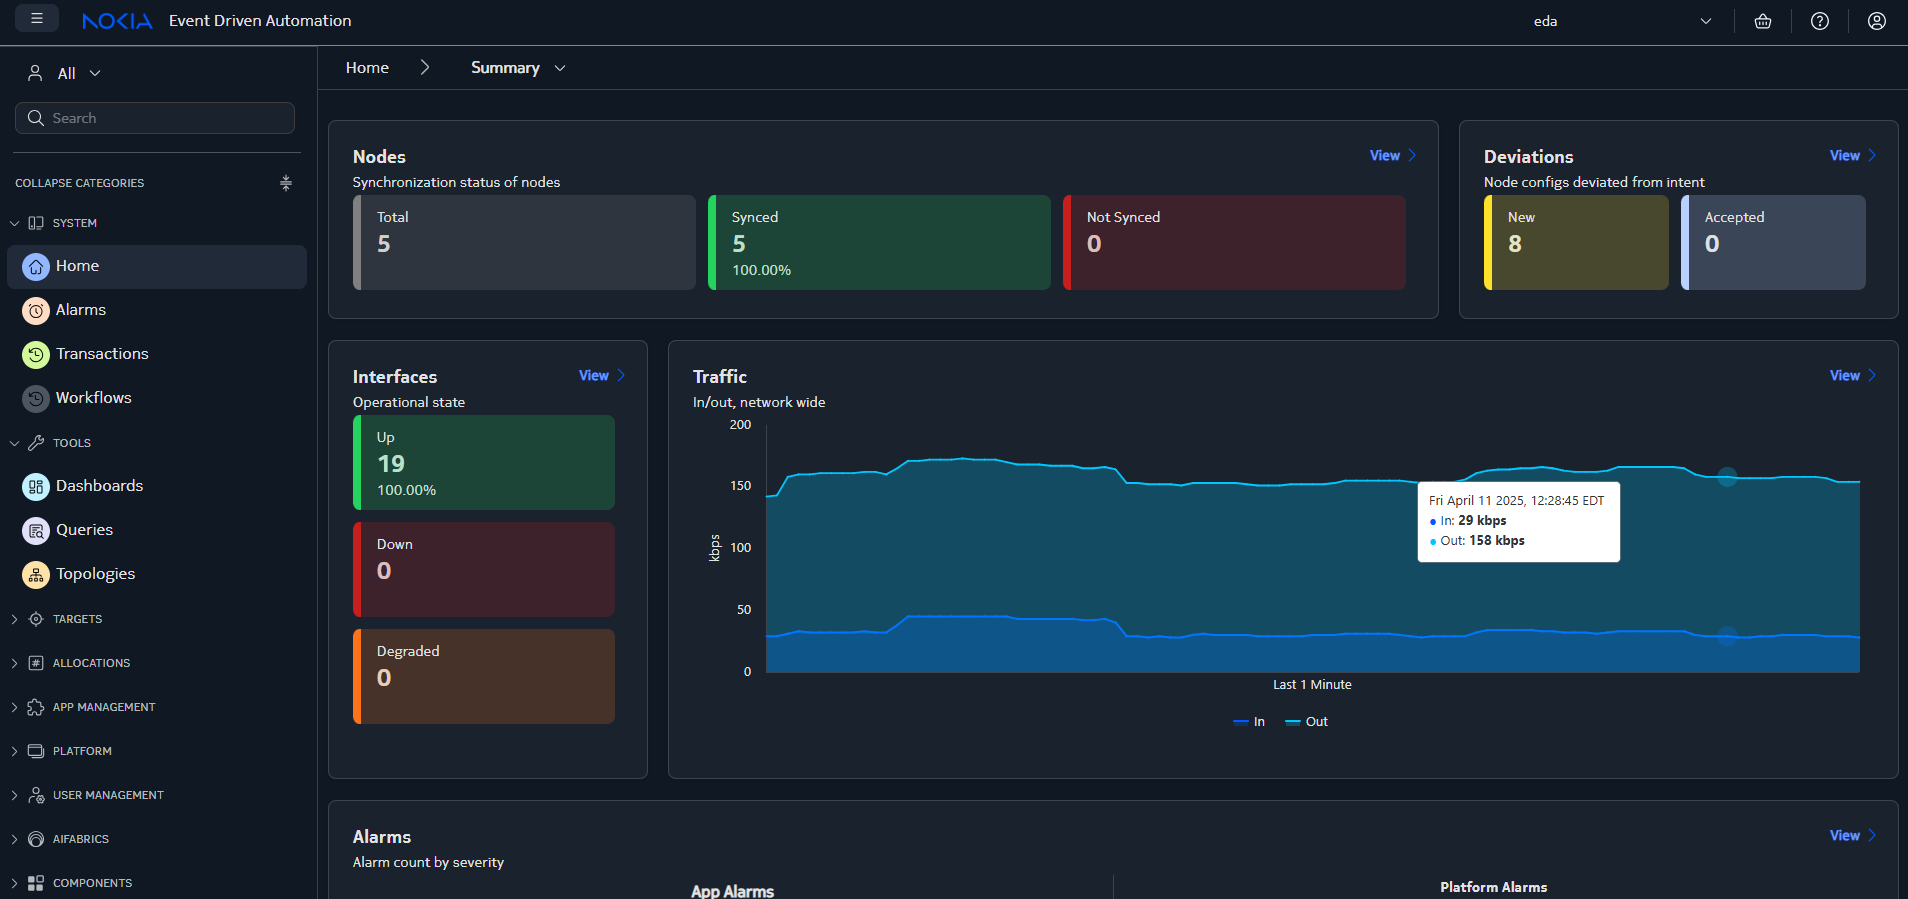 NOKIA Event Driven Automation
eda
All
Search
COLLAPSE CATEGORIES
SYSTEM
Home
Alarms
Transactions
Workflows
TOOLS
Dashboards
Queries
Topologies
TARGETS
ALLOCATIONS
APP MANAGEMENT
PLATFORM
USER MANAGEMENT
AIFABRICS
COMPONENTS
Home
Summary
Nodes
View
Synchronization status of nodes
Total
5
Synced
5
100.00%
Not Synced
0
Deviations
View
Node configs deviated from intent
New
8
Accepted
0
Interfaces
View
Operational state
Up
19
100.00%
Down
0
Degraded
0
Traffic
View
In/out, network wide
200
150
100
50
0
kbps
Fri April 11 2025, 12:28:45 EDT
In: 29 kbps
Out: 158 kbps
Last 1 Minute
In
Out
Alarms
View
Alarm count by severity
App Alarms
Platform Alarms